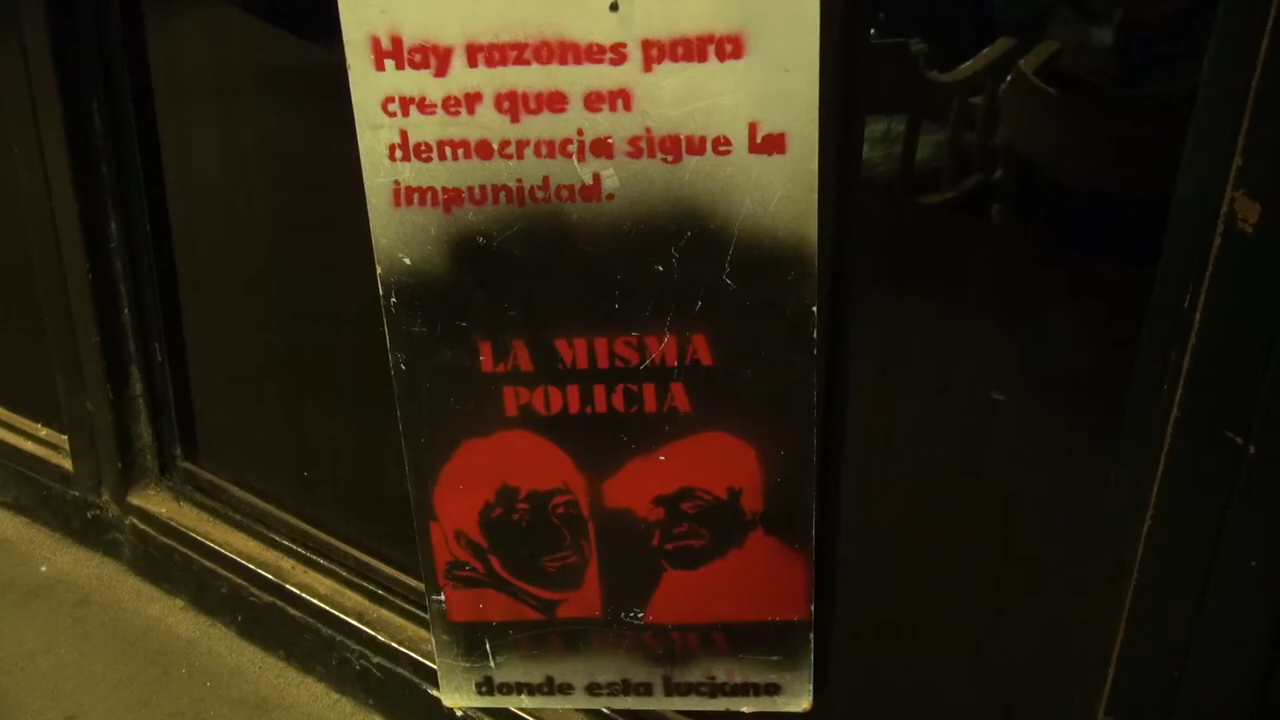 Hay razones para
creer que en
democracia sigue la
impunidad.
LA MISMA
POLICIA
donde esta luciano